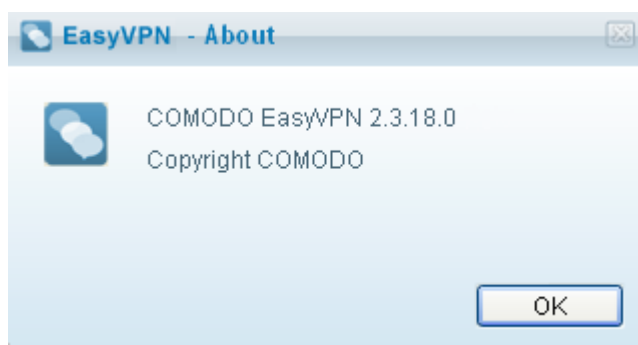 EasyVPN - About
COMODO EasyVPN 2.3.18.0
Copyright COMODO
OK